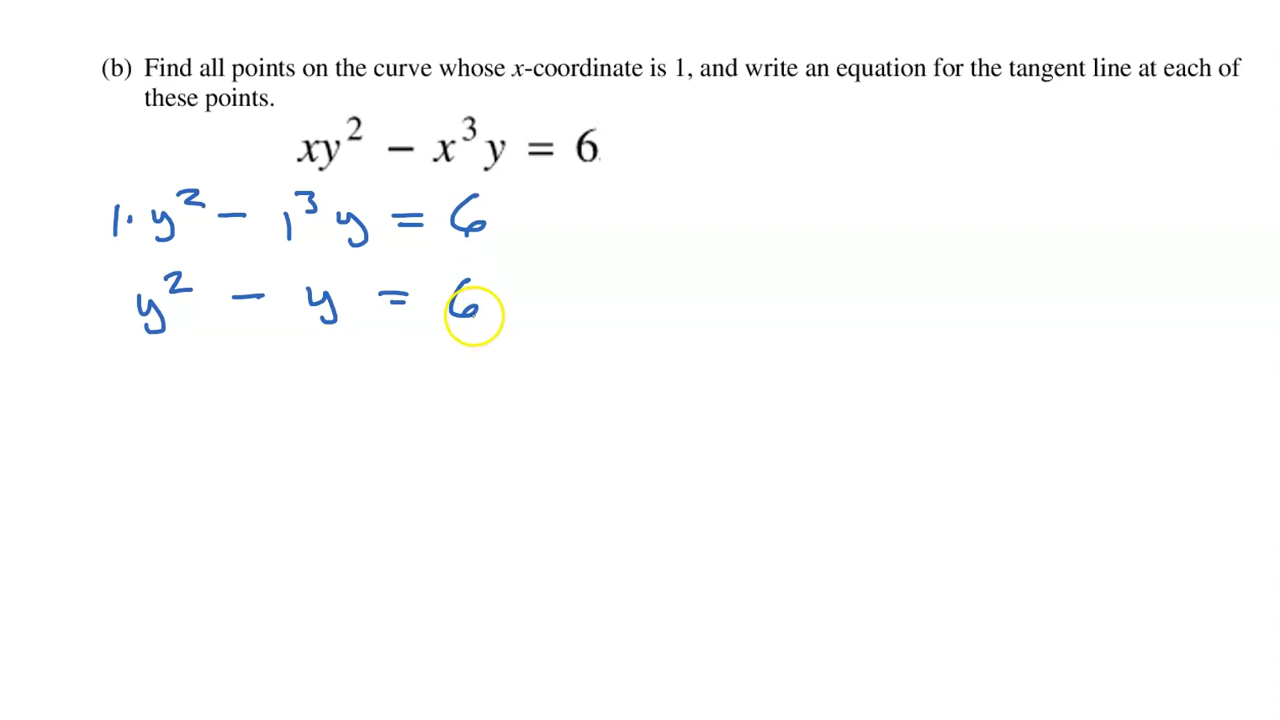 (b) Find all points on the curve whose x-coordinate is 1, and write an equation for the tangent line at each of
these points.
xy² − x³y = 6
1·y² − 1³y = 6
y² − y = 6